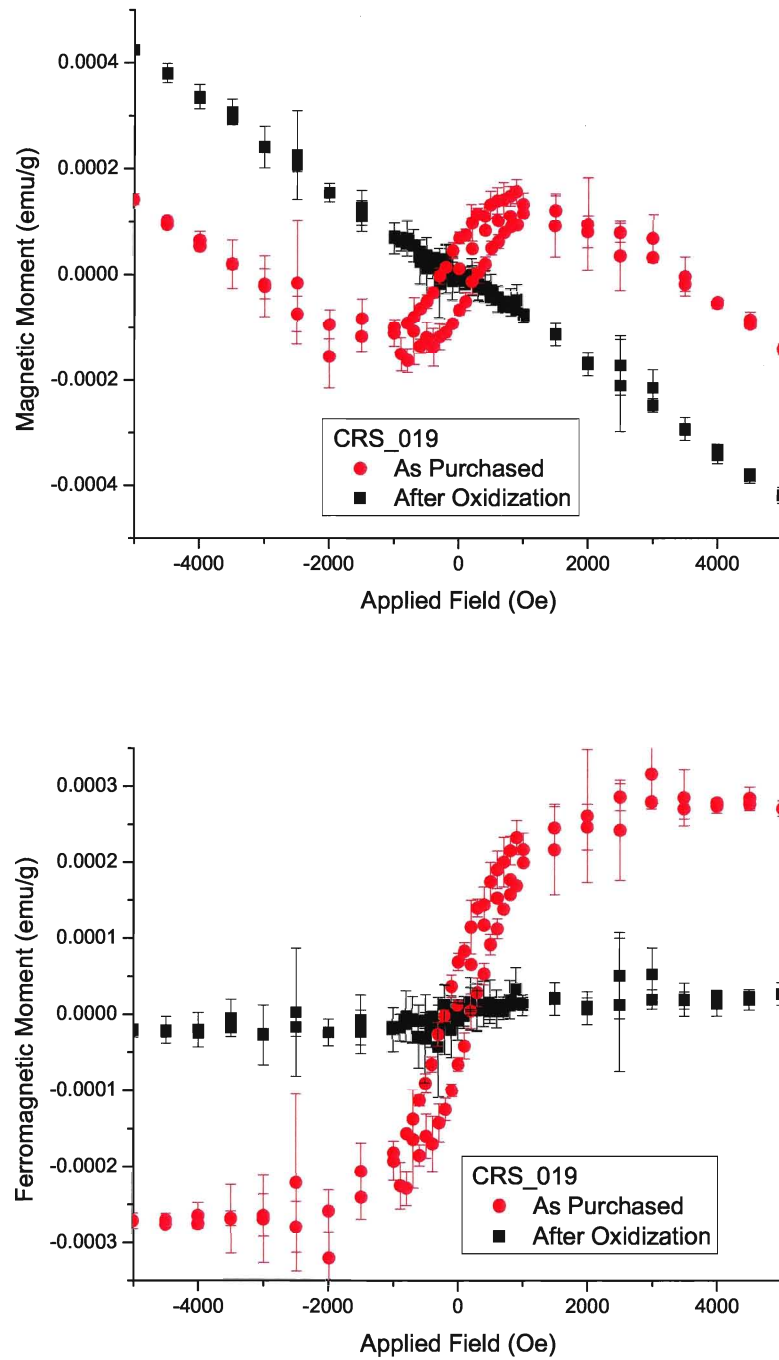 0.0004
0.0002
0.0000
-0.0002
-0.0004
Magnetic Moment (emu/g)
CRS_019
As Purchased
After Oxidization
-4000 -2000 0 2000 4000
Applied Field (Oe)
0.0003
0.0002
0.0001
0.0000
-0.0001
-0.0002
-0.0003
Ferromagnetic Moment (emu/g)
CRS_019
As Purchased
After Oxidization
-4000 -2000 0 2000 4000
Applied Field (Oe)